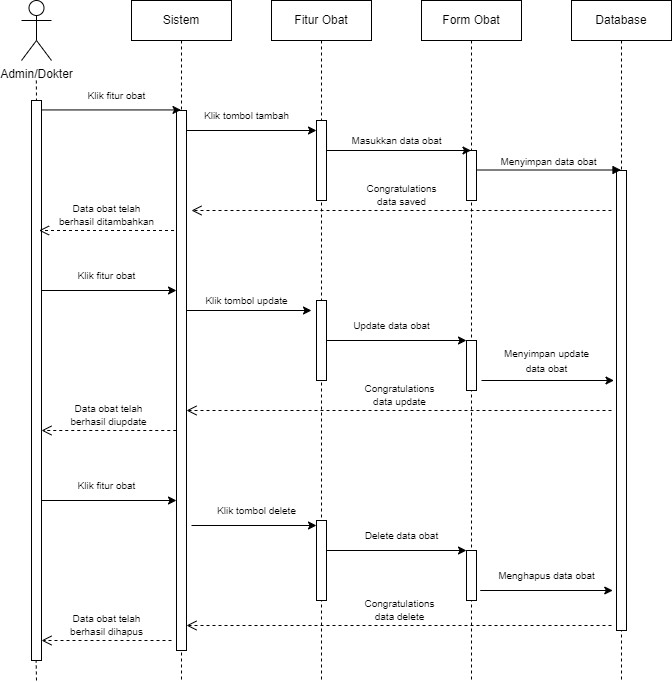 Sistem
Fitur Obat
Form Obat
Database
Admin/Dokter
Klik fitur obat
Klik tombol tambah
Masukkan data obat
Menyimpan data obat
Congratulations
data saved
Data obat telah
berhasil ditambahkan
Klik fitur obat
Klik tombol update
Update data obat
Menyimpan update
data obat
Congratulations
data update
Data obat telah
berhasil diupdate
Klik fitur obat
Klik tombol delete
Delete data obat
Menghapus data obat
Congratulations
data delete
Data obat telah
berhasil dihapus